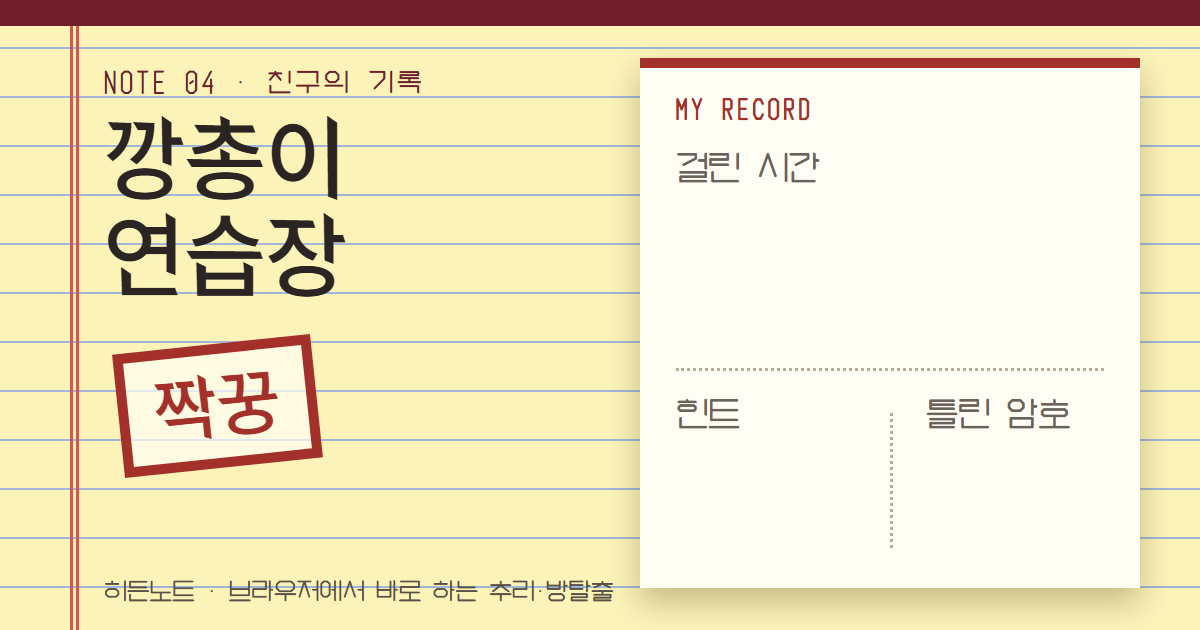 NOTE 04 · 친구의 기록
깡총이
연습장
짝꿍
히든노트 · 브라우저에서 바로 하는 추리·방탈출
MY RECORD
걸린 시간
힌트
틀린 암호